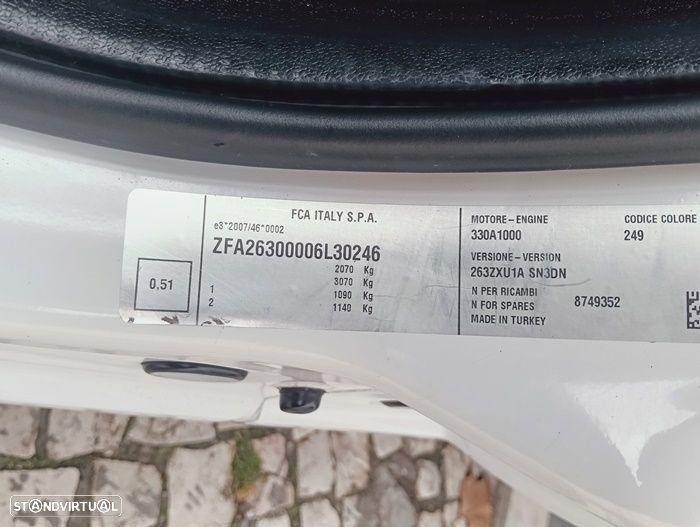 FCA ITALY S.P.A.
e3*2007/46*0002
ZFA26300006L30246
2070 Kg
3070 Kg
1 1090 Kg
2 1140 Kg
0,51
MOTORE-ENGINE CODICE COLORE
330A1000 249
VERSIONE-VERSION
263ZXU1A SN3DN
N PER RICAMBI
N FOR SPARES 8749352
MADE IN TURKEY
STANDVIRTUAL